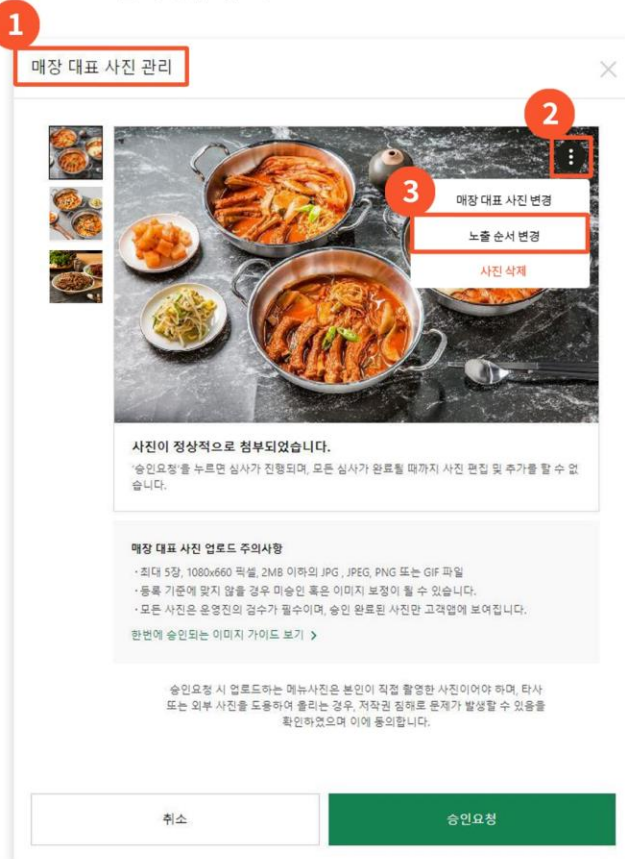 1
매장 대표 사진 관리
2
3
매장 대표 사진 변경
노출 순서 변경
사진 삭제
사진이 정상적으로 첨부되었습니다.
'승인요청'을 누르면 심사가 진행되며, 모든 심사가 완료될 때까지 사진 편집 및 추가를 할 수 없
습니다.
매장 대표 사진 업로드 주의사항
· 최대 5장, 1080x660 픽셀, 2MB 이하의 JPG , JPEG, PNG 또는 GIF 파일
· 등록 기준에 맞지 않을 경우 미승인 혹은 이미지 보정이 될 수 있습니다.
· 모든 사진은 운영진의 검수가 필수이며, 승인 완료된 사진만 고객앱에 보여집니다.
한번에 승인되는 이미지 가이드 보기 >
승인요청 시 업로드하는 메뉴사진은 본인이 직접 촬영한 사진이어야 하며, 타사
또는 외부 사진을 도용하여 올리는 경우, 저작권 침해로 문제가 발생할 수 있음을
확인하였으며 이에 동의합니다.
취소
승인요청